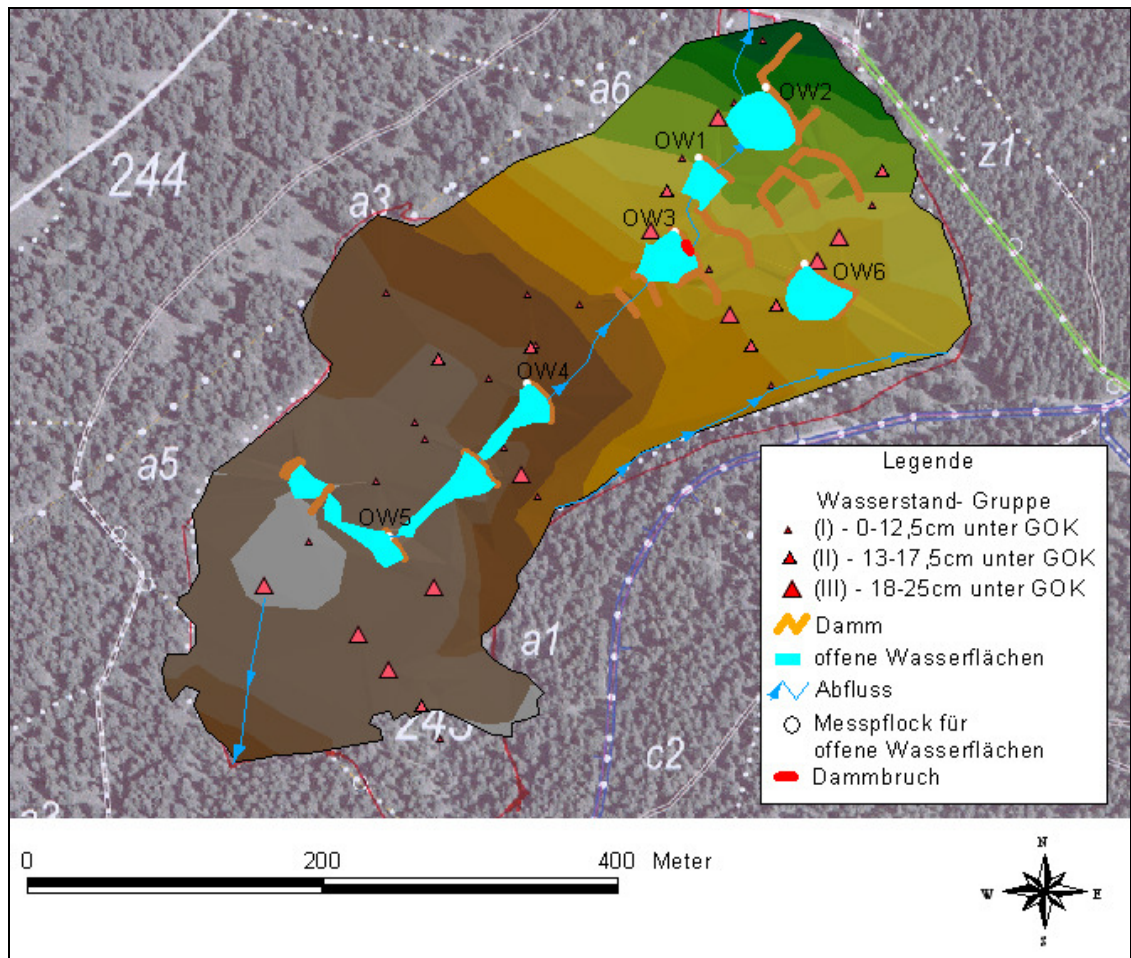 OW2
a6
OW1
z1
244
a3
OW3
OW6
OW4
a5
OW5
a1
c2
Legende
Wasserstand- Gruppe
(I) - 0-12,5cm unter GOK
(II) - 13-17,5cm unter GOK
(III) - 18-25cm unter GOK
Damm
offene Wasserflächen
Abfluss
Messpflock für
offene Wasserflächen
Dammbruch
0 200 400 Meter
N
W E
S